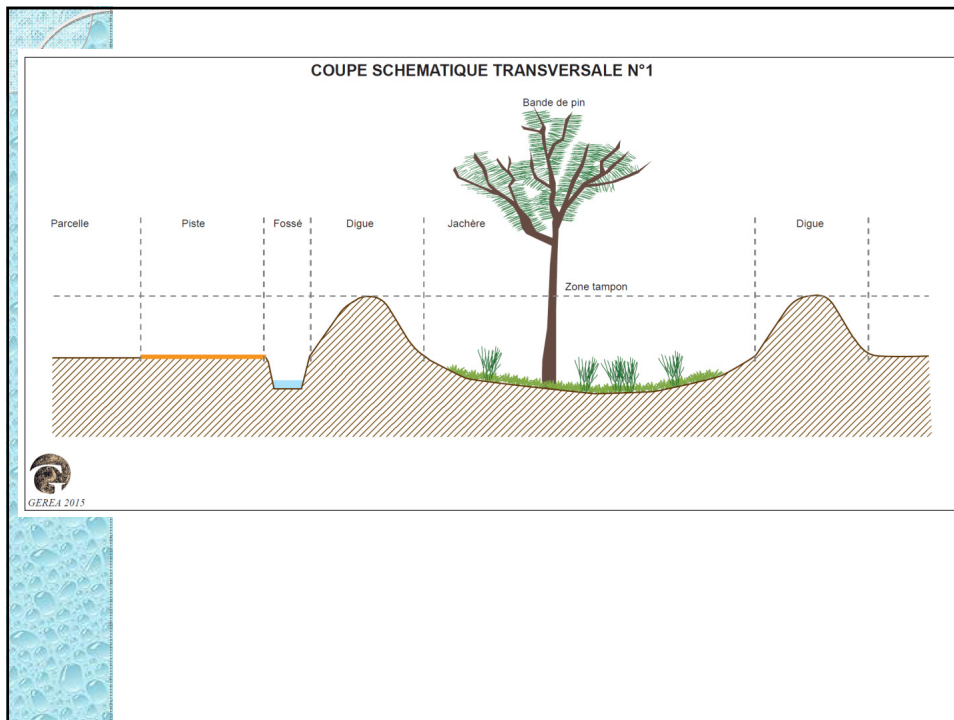 COUPE SCHEMATIQUE TRANSVERSALE N°1
Bande de pin
Parcelle Piste Fossé Digue Jachère Digue
Zone tampon
GEREA 2015